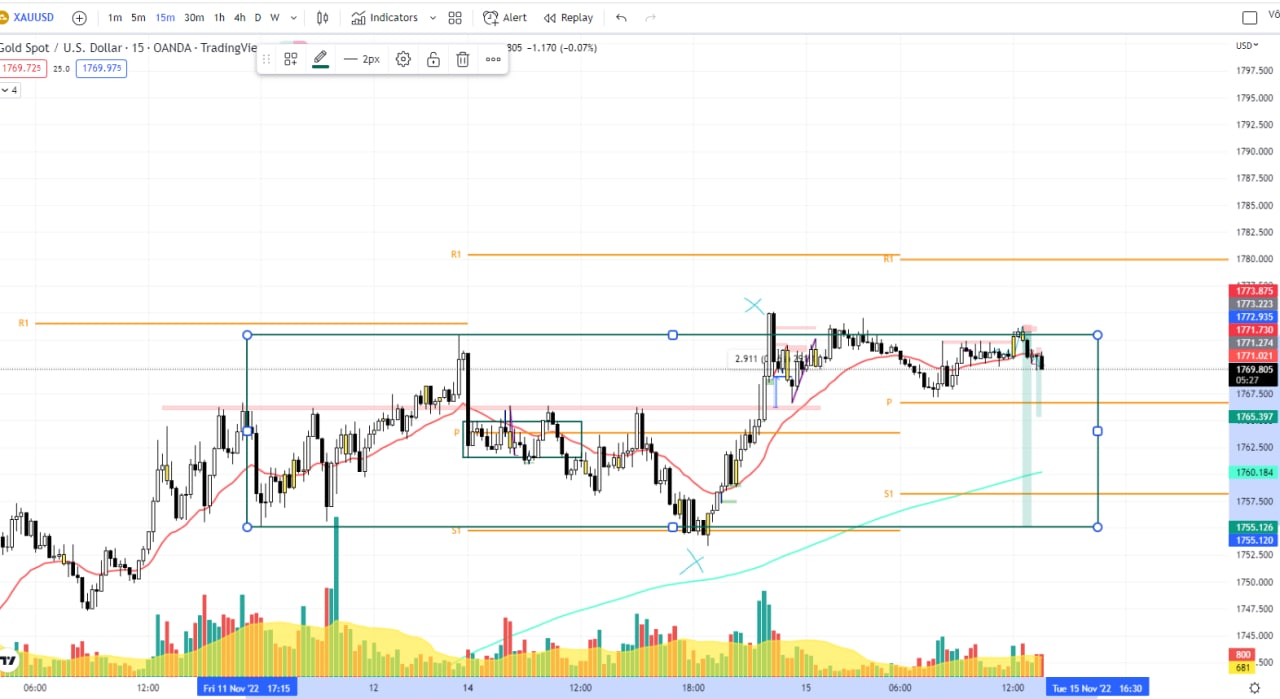 XAUUSD 1m 5m 15m 30m 1h 4h D W Indicators Alert Replay
Gold Spot / U.S. Dollar · 15 · OANDA · TradingVie
805 −1.170 (−0.07%)
USD
2px
1769.725 25.0 1769.975
4
1797.500
1795.000
1792.500
1790.000
1787.500
1785.000
1782.500
1780.000
R1
R1
R1
1773.875
1773.223
1772.935
1771.730
1771.274
1771.021
1769.805
05:27
2.911
1767.500
P
1765.397
P
1762.500
1760.184
S1
1757.500
S1
1755.126
1755.120
1752.500
1750.000
1747.500
1745.000
800
681
06:00 12:00 Fri 11 Nov '22 17:15 12 14 12:00 18:00 15 06:00 12:00 Tue 15 Nov '22 16:30